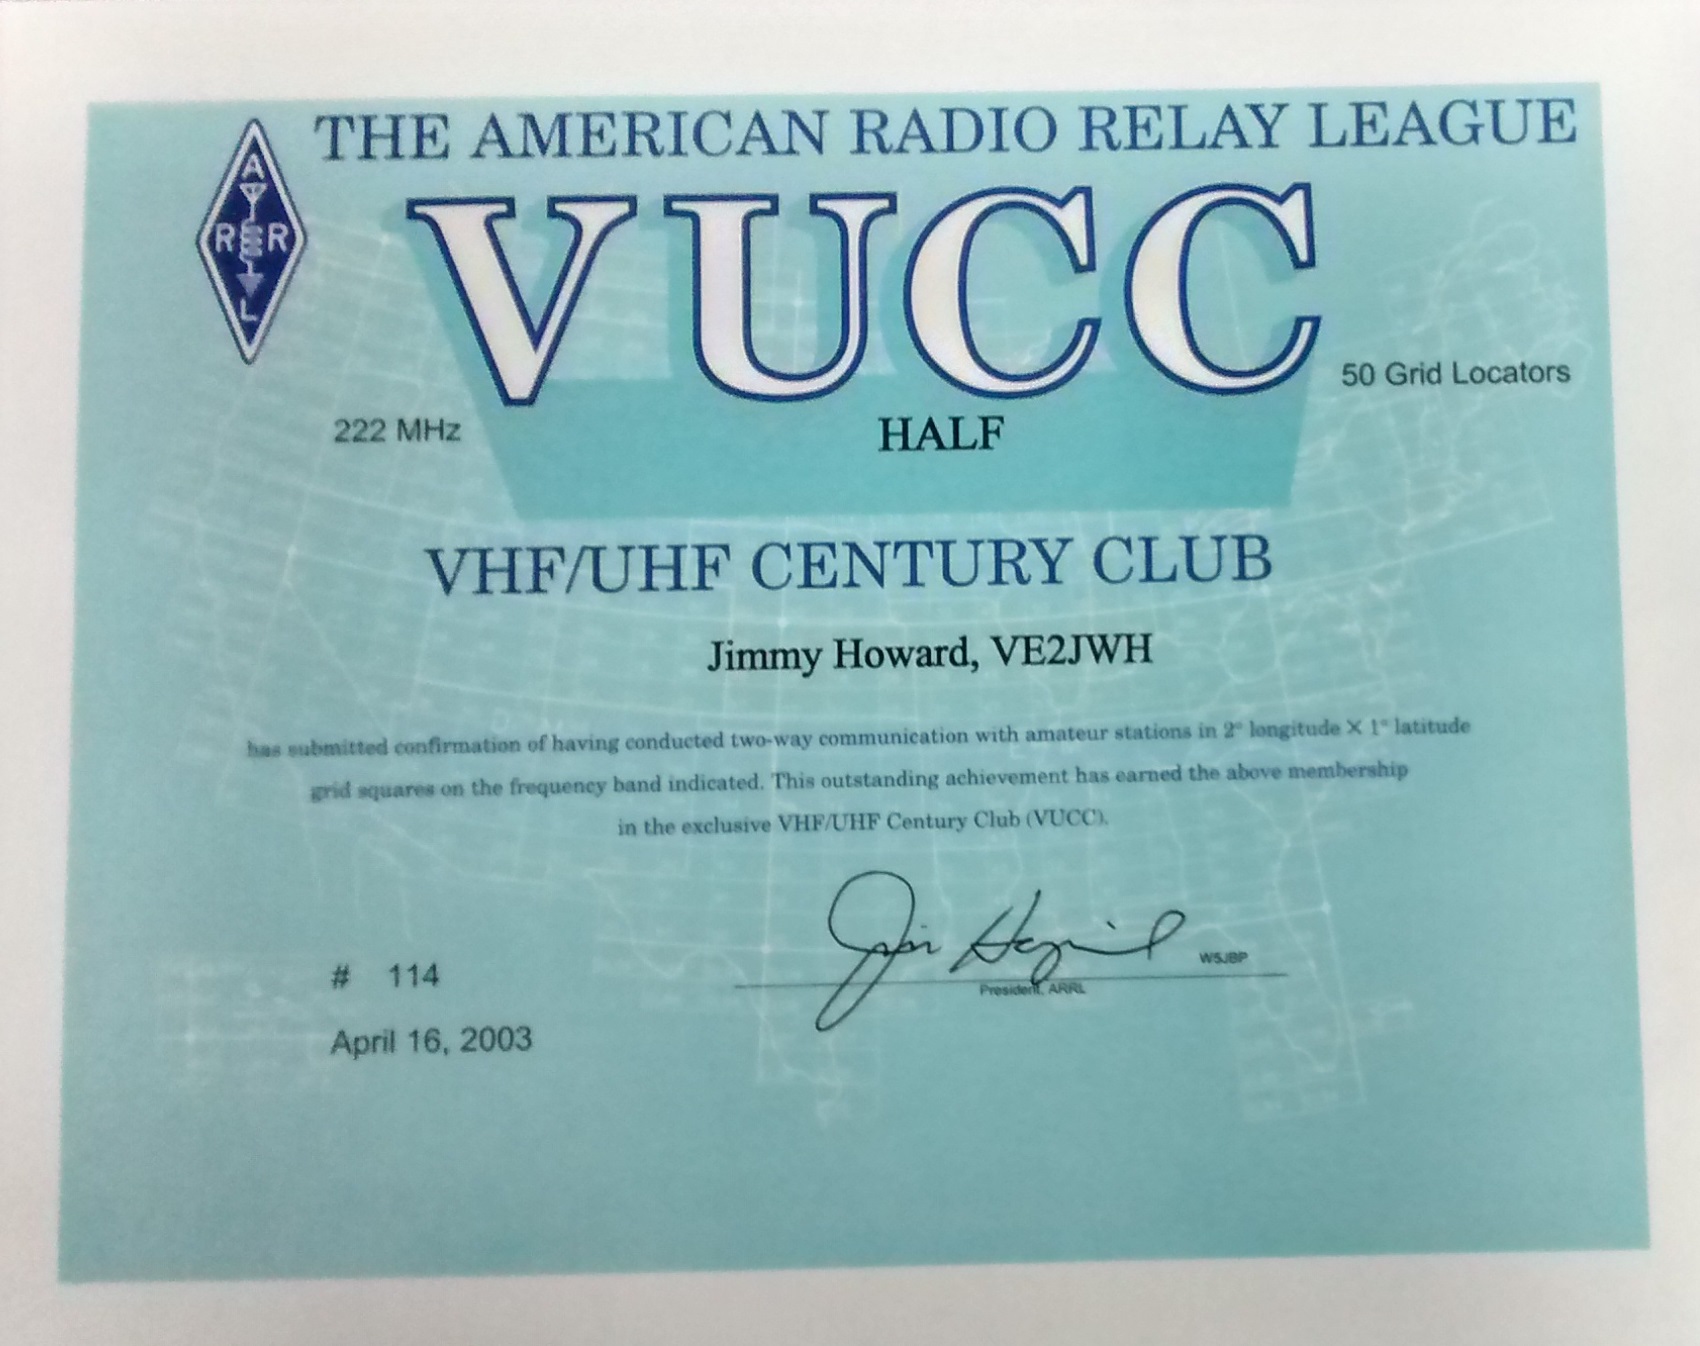 THE AMERICAN RADIO RELAY LEAGUE
A
R R
L
VUCC
50 Grid Locators
222 MHz
HALF
VHF/UHF CENTURY CLUB
Jimmy Howard, VE2JWH
has submitted confirmation of having conducted two-way communication with amateur stations in 2° longitude X 1° latitude
grid squares on the frequency band indicated. This outstanding achievement has earned the above membership
in the exclusive VHF/UHF Century Club (VUCC).
Jim Haynie W5JBP
President, ARRL
# 114
April 16, 2003